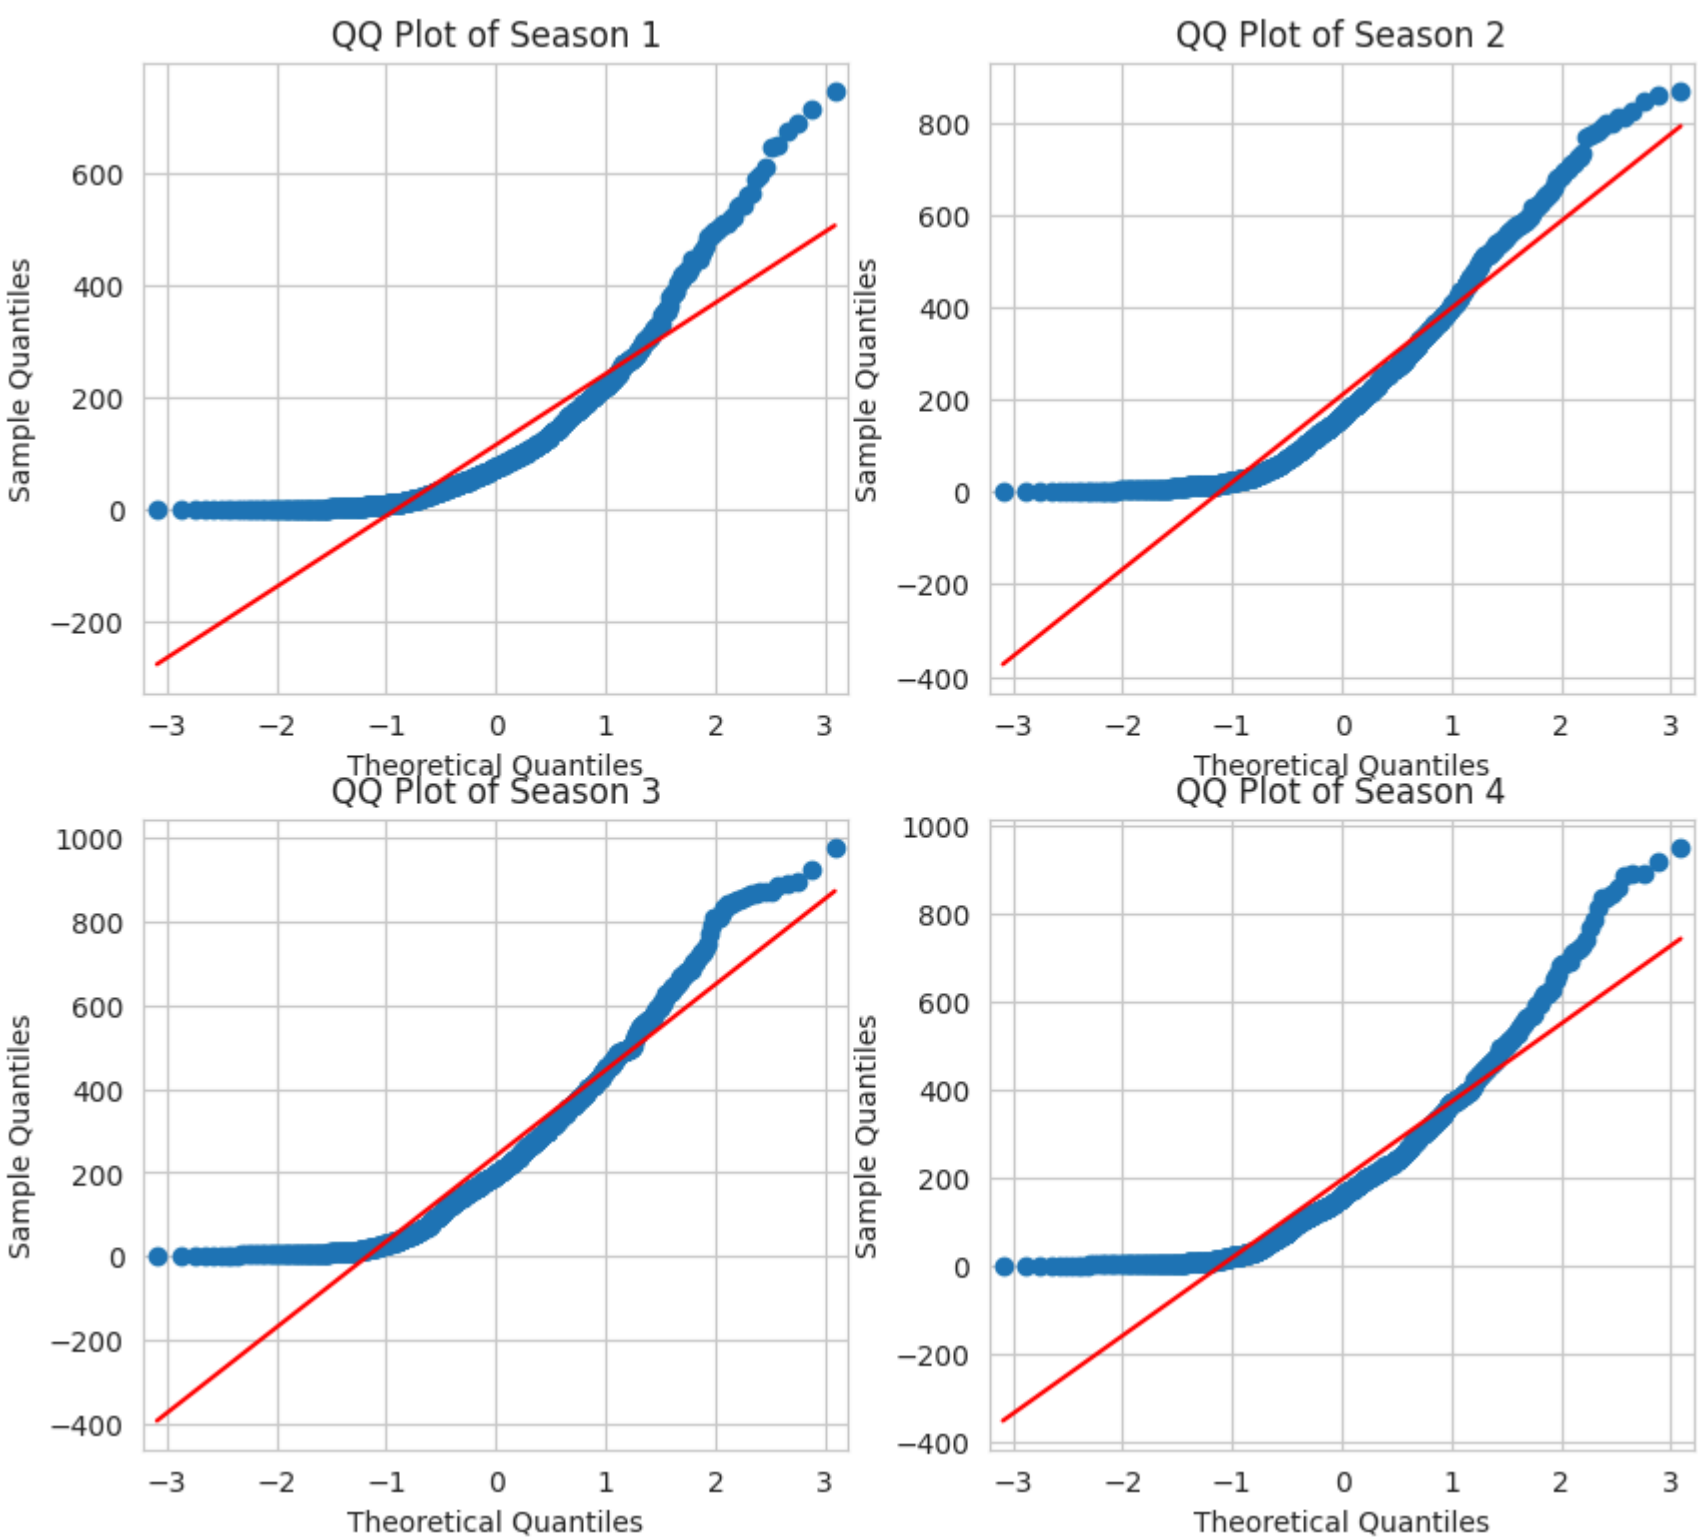 QQ Plot of Season 1
Sample Quantiles
600
400
200
0
−200
−3 −2 −1 0 1 2 3
Theoretical Quantiles
QQ Plot of Season 2
Sample Quantiles
800
600
400
200
0
−200
−400
−3 −2 −1 0 1 2 3
Theoretical Quantiles
QQ Plot of Season 3
Sample Quantiles
1000
800
600
400
200
0
−200
−400
−3 −2 −1 0 1 2 3
Theoretical Quantiles
QQ Plot of Season 4
Sample Quantiles
1000
800
600
400
200
0
−200
−400
−3 −2 −1 0 1 2 3
Theoretical Quantiles